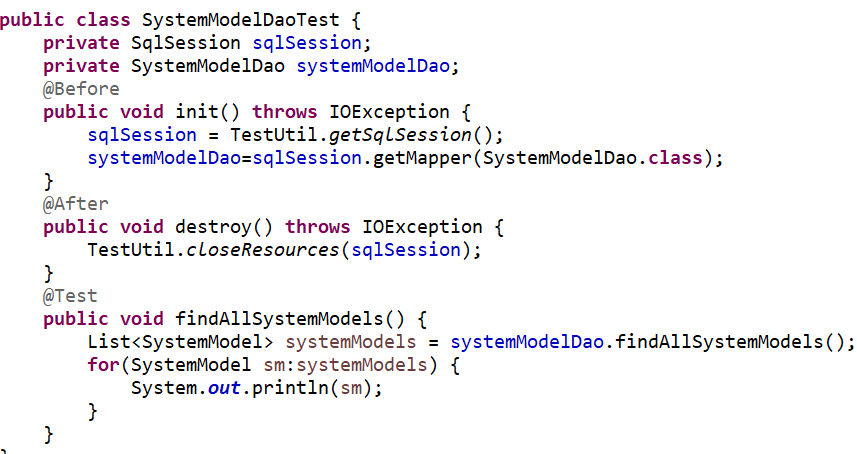 public class SystemModelDaoTest {
    private SqlSession sqlSession;
    private SystemModelDao systemModelDao;
    @Before
    public void init() throws IOException {
        sqlSession = TestUtil.getSqlSession();
        systemModelDao=sqlSession.getMapper(SystemModelDao.class);
    }
    @After
    public void destroy() throws IOException {
        TestUtil.closeResources(sqlSession);
    }
    @Test
    public void findAllSystemModels() {
        List<SystemModel> systemModels = systemModelDao.findAllSystemModels();
        for(SystemModel sm:systemModels) {
            System.out.println(sm);
        }
    }
}